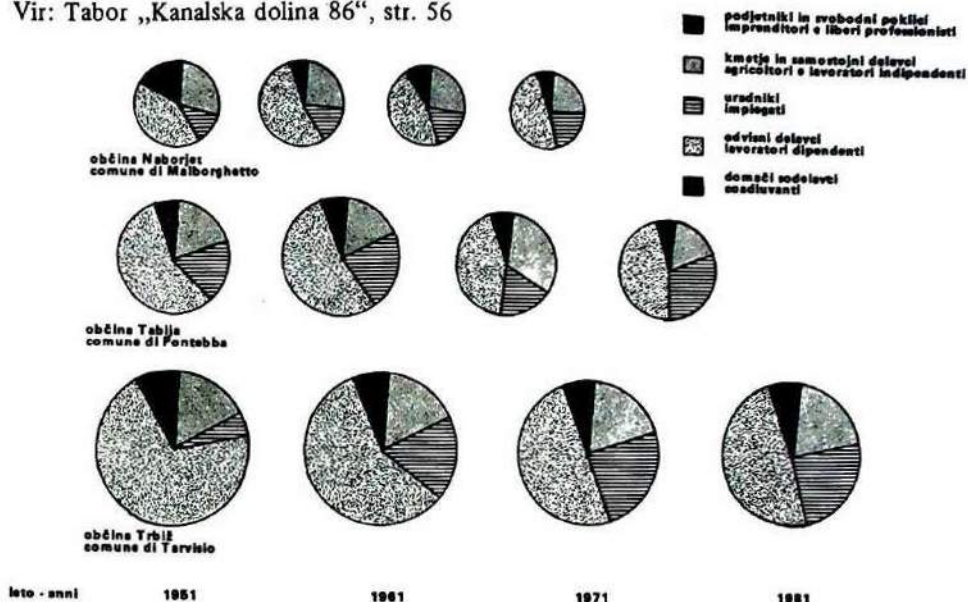 Vir: Tabor „Kanalska dolina 86“, str. 56
podjetniki in svobodni poklici
imprenditori e liberi professionisti
kmetje in samostojni delavci
agricoltori e lavoratori indipendenti
uradniki
impiegati
odvisni delavci
lavoratori dipendenti
domači sodelavci
coadiuvanti
občina Naborjet
comune di Malborghetto
občina Tablja
comune di Pontebba
občina Trbiž
comune di Tarvisio
leto - anni 1951 1961 1971 1981